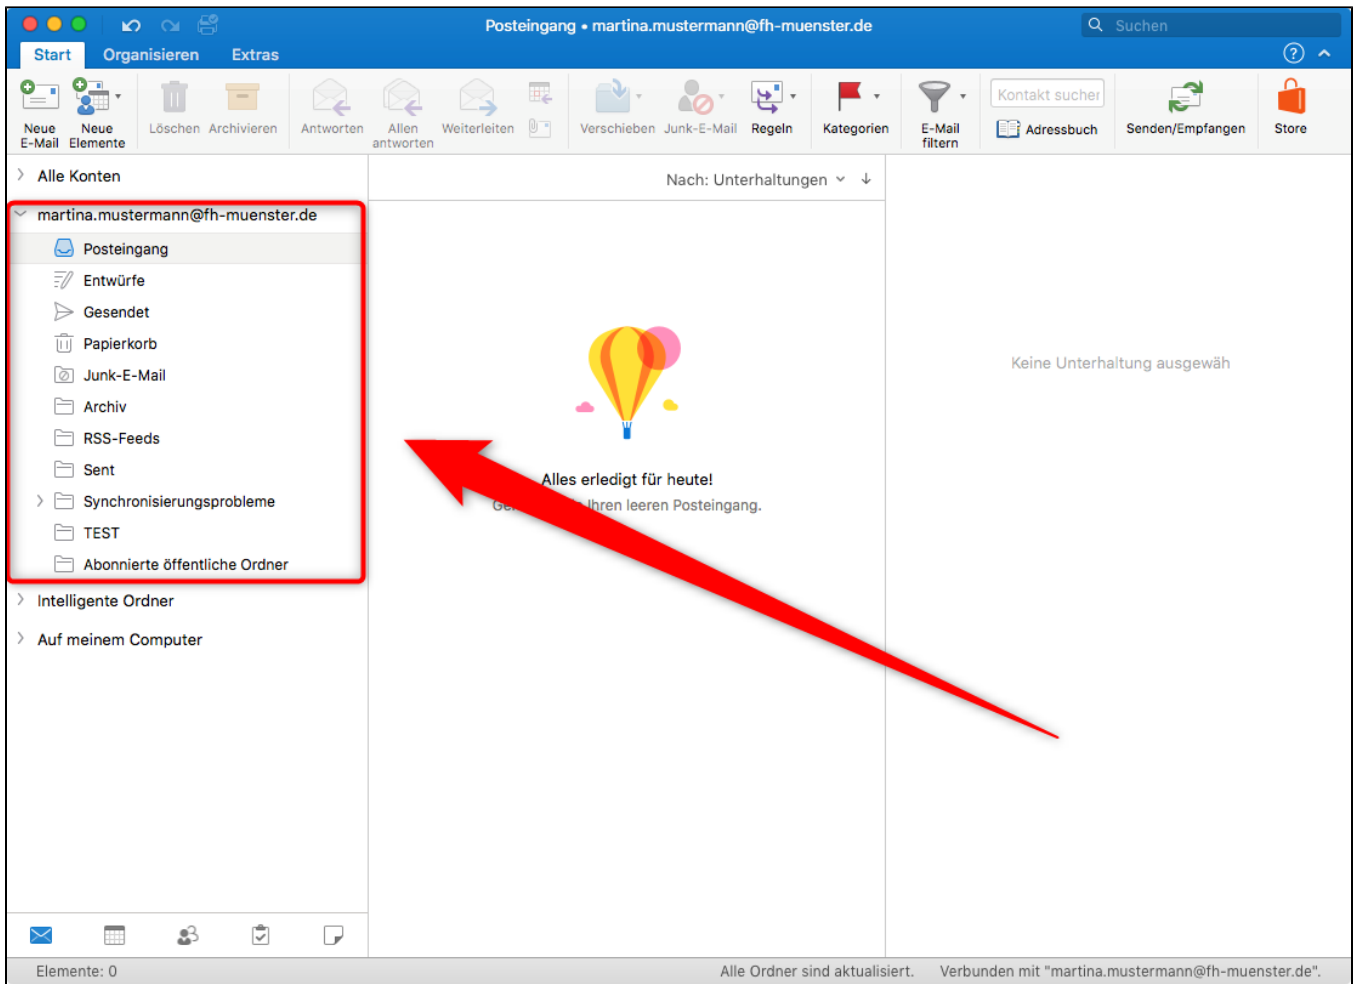 Posteingang • martina.mustermann@fh-muenster.de
Suchen
Start Organisieren Extras
Neue E-Mail
Neue Elemente
Löschen
Archivieren
Antworten
Allen antworten
Weiterleiten
Verschieben
Junk-E-Mail
Regeln
Kategorien
E-Mail filtern
Kontakt sucher
Adressbuch
Senden/Empfangen
Store
Alle Konten
Nach: Unterhaltungen
martina.mustermann@fh-muenster.de
Posteingang
Entwürfe
Gesendet
Papierkorb
Junk-E-Mail
Archiv
RSS-Feeds
Sent
Synchronisierungsprobleme
TEST
Abonnierte öffentliche Ordner
Intelligente Ordner
Auf meinem Computer
Alles erledigt für heute!
Ihren leeren Posteingang.
Keine Unterhaltung ausgewäh
Elemente: 0
Alle Ordner sind aktualisiert.
Verbunden mit "martina.mustermann@fh-muenster.de".